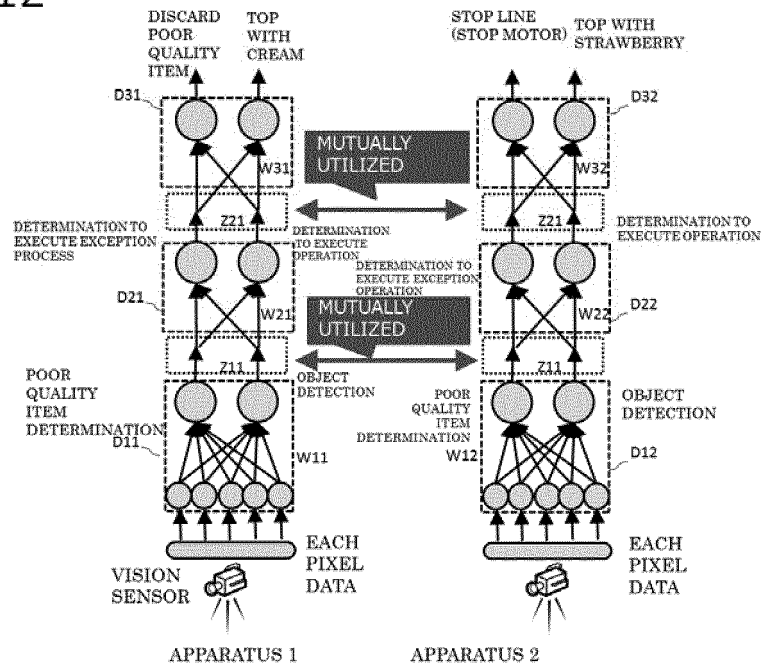 DISCARD
POOR
QUALITY
ITEM
TOP
WITH
CREAM
STOP LINE
(STOP MOTOR)
TOP WITH
STRAWBERRY
D31
D32
MUTUALLY
UTILIZED
W31
W32
Z21
Z21
DETERMINATION TO
EXECUTE EXCEPTION
PROCESS
DETERMINATION
TO EXECUTE
OPERATION
DETERMINATION TO
EXECUTE EXCEPTION
OPERATION
DETERMINATION TO
EXECUTE OPERATION
D21
W21
W22
D22
MUTUALLY
UTILIZED
Z11
Z11
POOR
QUALITY
ITEM
DETERMINATION
OBJECT
DETECTION
POOR
QUALITY
ITEM
DETERMINATION
OBJECT
DETECTION
D11
W11
W12
D12
VISION
SENSOR
EACH
PIXEL
DATA
EACH
PIXEL
DATA
APPARATUS 1
APPARATUS 2